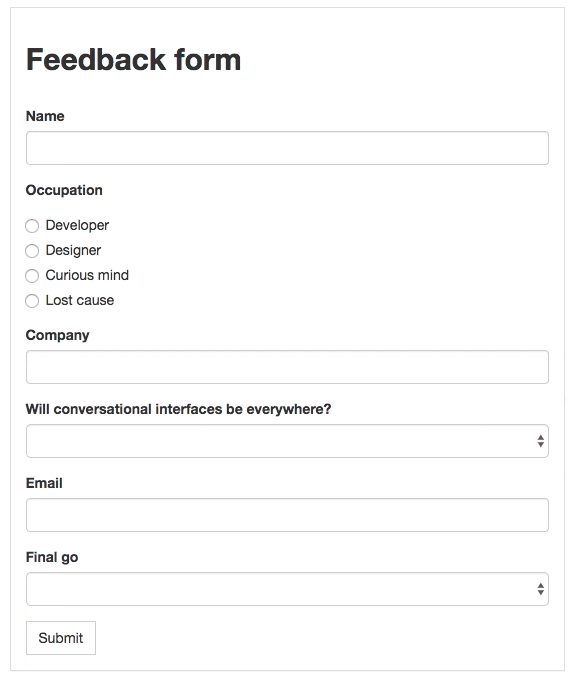 Feedback form
Name
Occupation
Developer
Designer
Curious mind
Lost cause
Company
Will conversational interfaces be everywhere?
Email
Final go
Submit